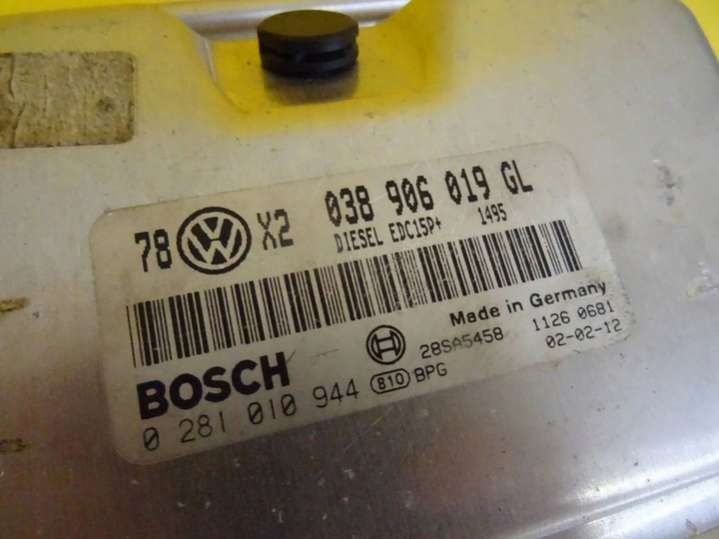 78 VW X2 038 906 019 GL
DIESEL EDC15P+ 1495
Made in Germany
BOSCH 28SA5458 1126 0681
0 281 010 944 810 BPG 02-02-12